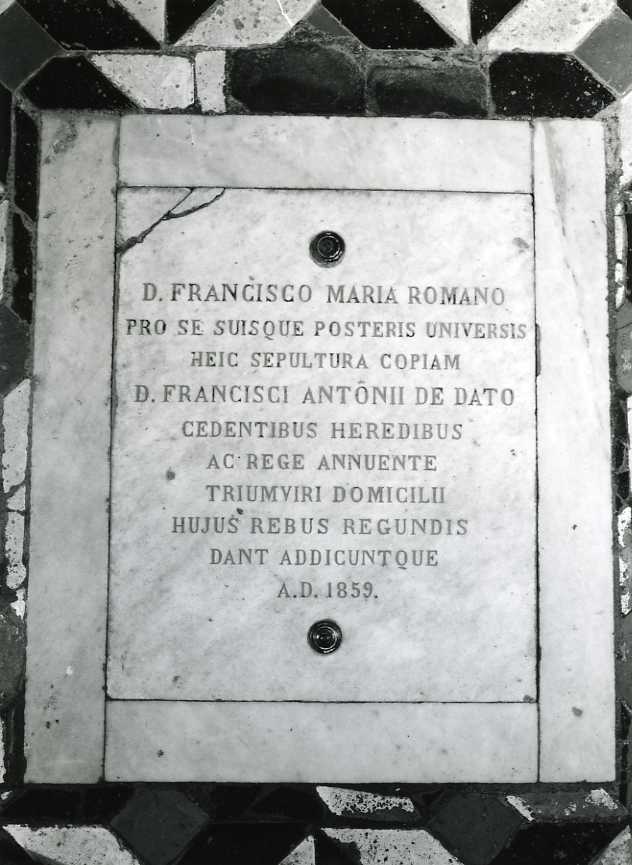 D. FRANCISCO MARIA ROMANO
PRO SE SUISQUE POSTERIS UNIVERSIS
HEIC SEPULTURA COPIAM
D. FRANCISCI ANTÔNII DE DATO
CEDENTIBUS HEREDIBUS
AC REGE ANNUENTE
TRIUMVIRI DOMICILII
HUJUS REBUS REGUNDIS
DANT ADDICUNTQUE
A.D. 1859.